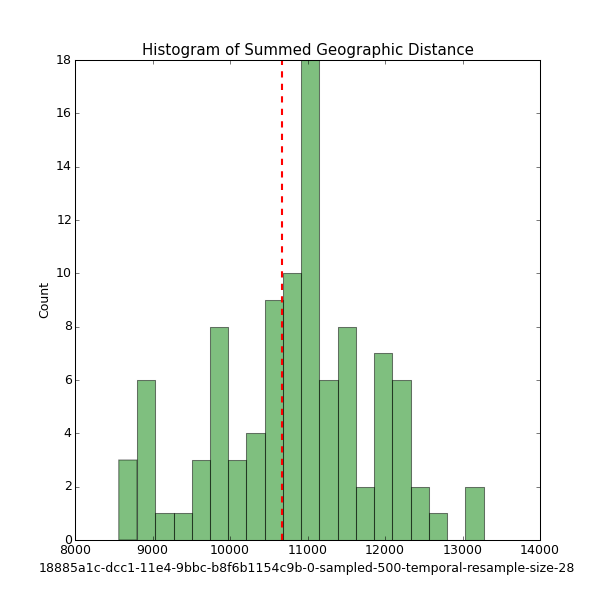 Histogram of Summed Geographic Distance
18
16
14
12
10
8
6
4
2
0
Count
8000 9000 10000 11000 12000 13000 14000
18885a1c-dcc1-11e4-9bbc-b8f6b1154c9b-0-sampled-500-temporal-resample-size-28